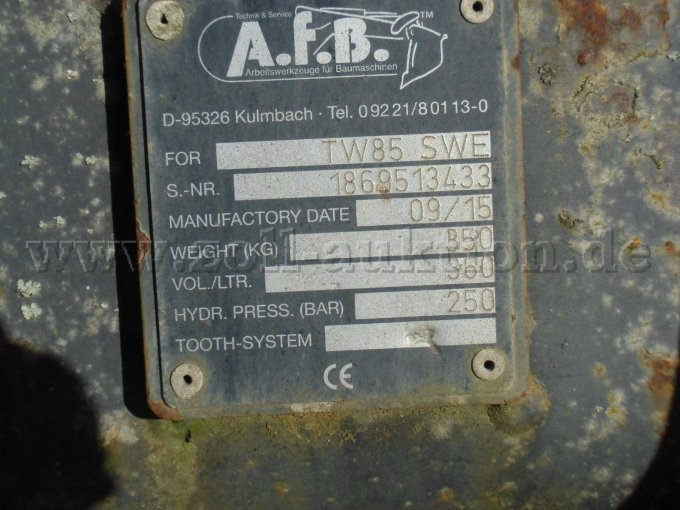 Technik & Service
A.F.B.™
Arbeitswerkzeuge für Baumaschinen
D-95326 Kulmbach · Tel. 09221/80113-0
FOR TW85 SWE
S.-NR. 1869513433
MANUFACTORY DATE 09/15
WEIGHT (KG) 350
www.zoll-auktion.de
VOL./LTR. 360
HYDR. PRESS. (BAR) 250
TOOTH-SYSTEM
CE